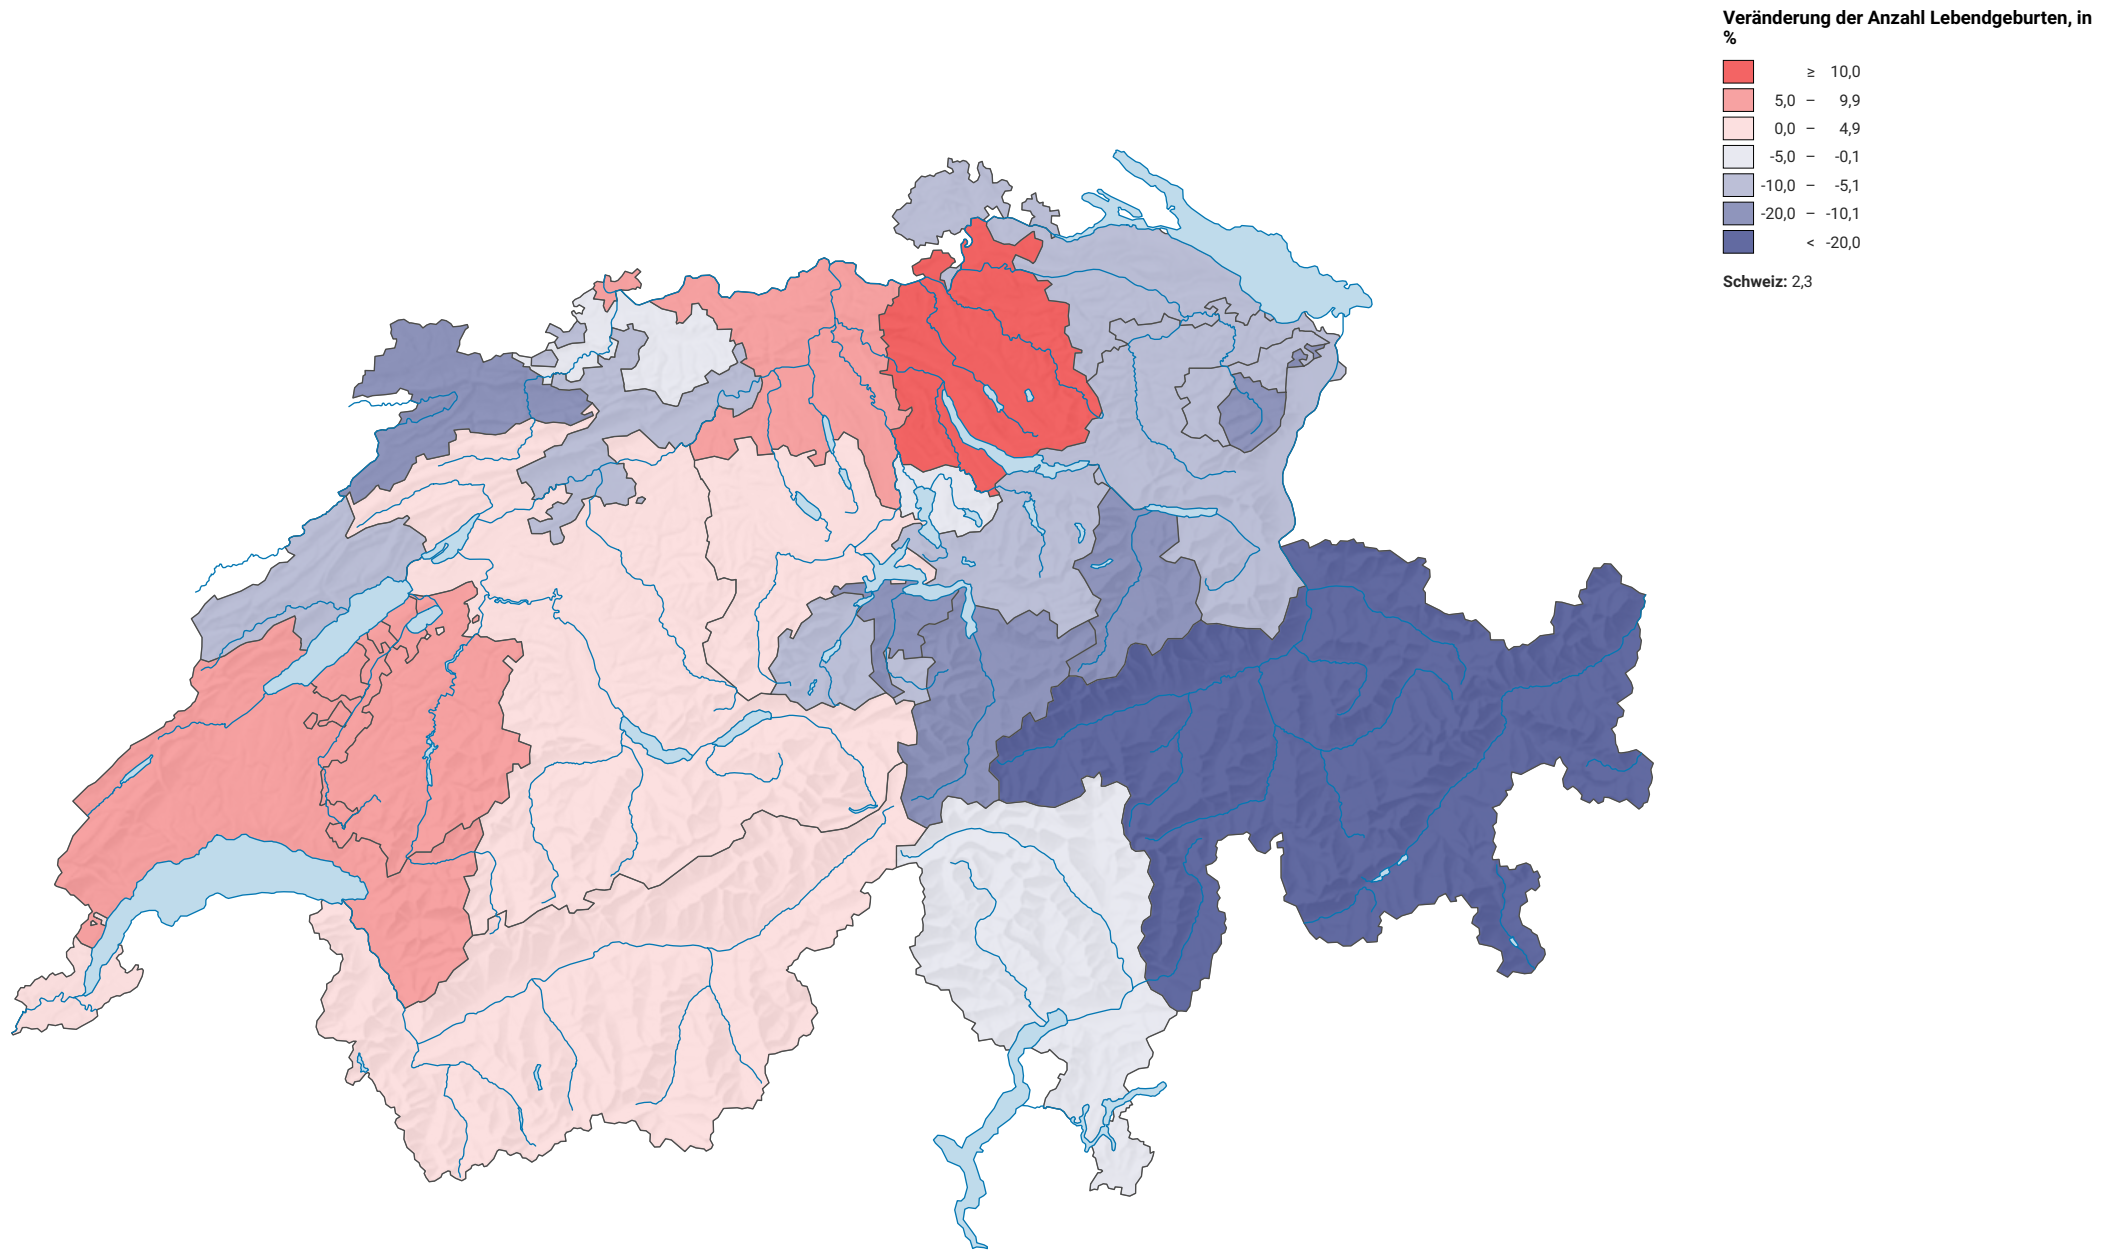 Veränderung der Anzahl Lebendgeburten, in
%
≥ 10,0
5,0 – 9,9
0,0 – 4,9
-5,0 – -0,1
-10,0 – -5,1
-20,0 – -10,1
< -20,0
Schweiz: 2,3